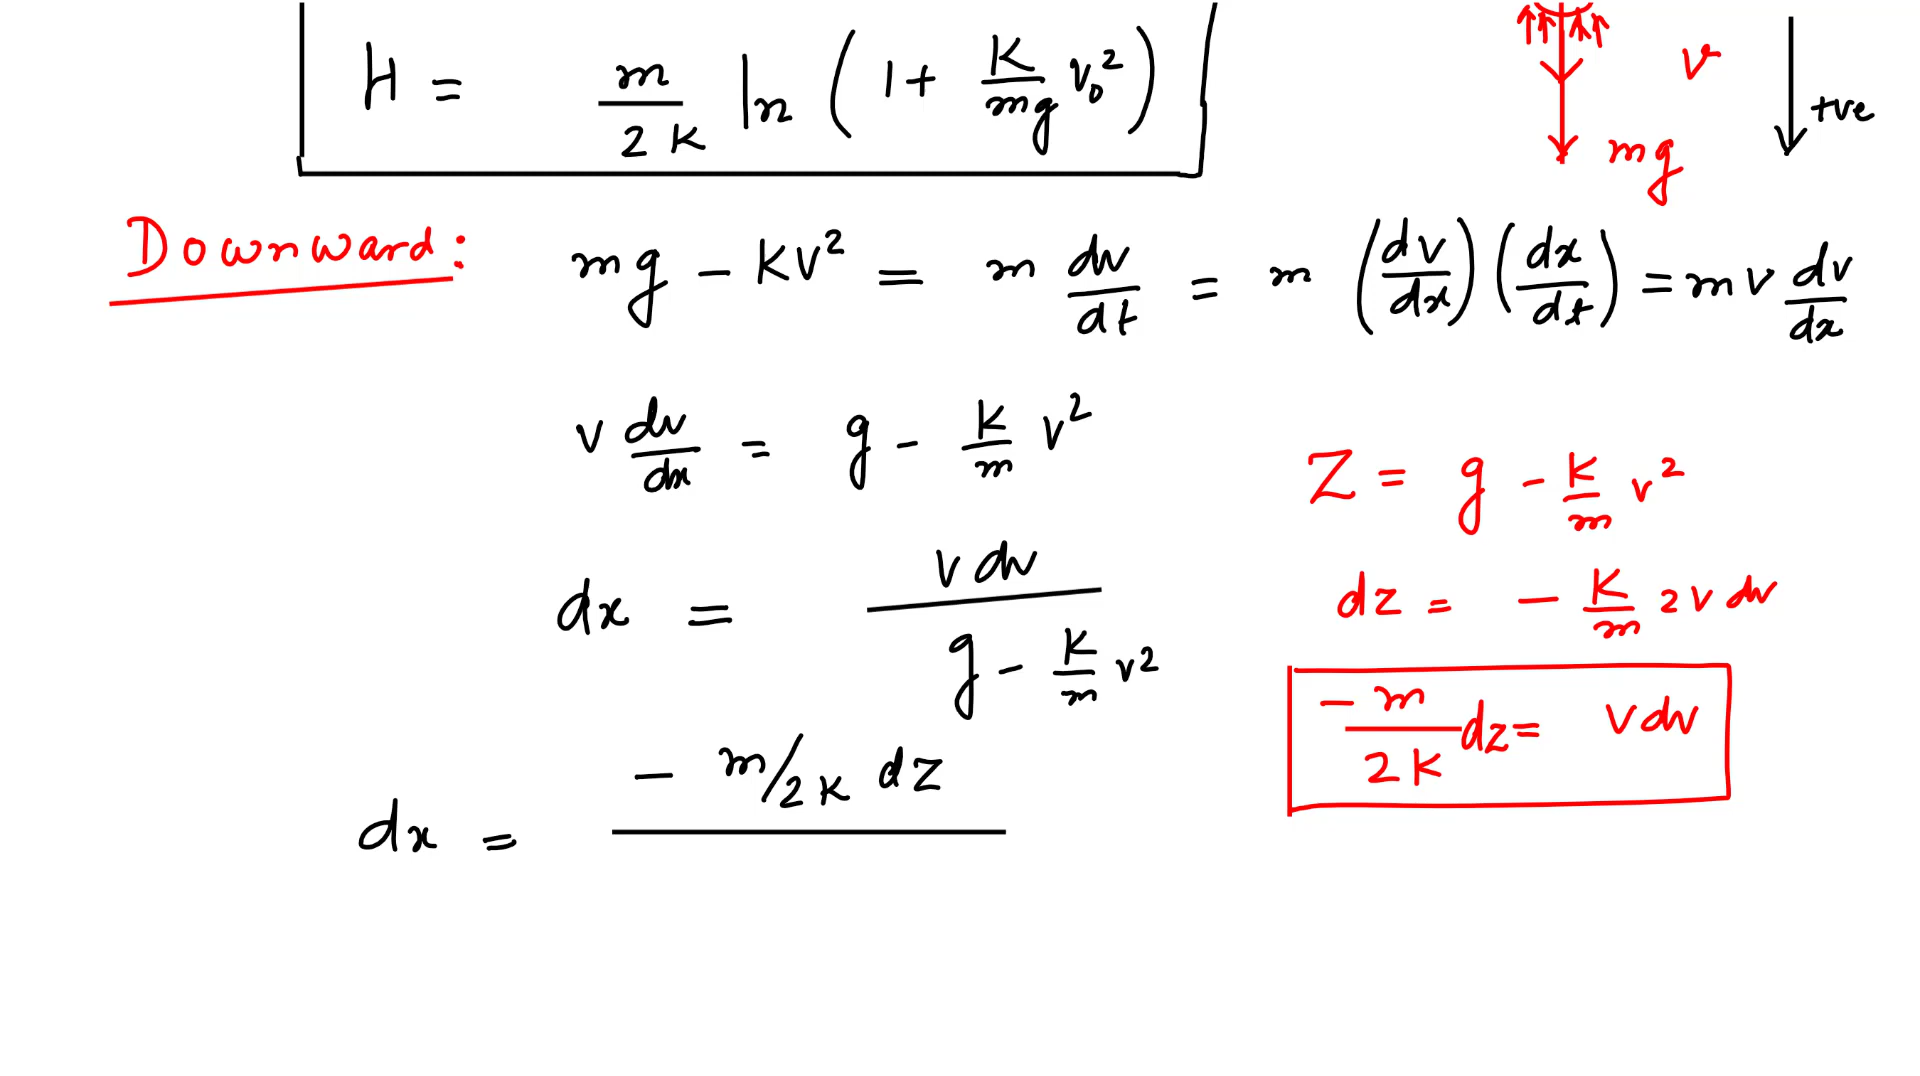 H = m/2K ln (1 + K/mg v₀²)
v
+ve
mg
Downward: mg - KV² = m dv/dt = m (dv/dx)(dx/dt) = mv dv/dx
v dv/dx = g - K/m v²
Z = g - K/m v²
dx = v dv / g - K/m v²
dz = - K/m 2v dv
- m/2K dz = vdv
dx = - m/2K dZ